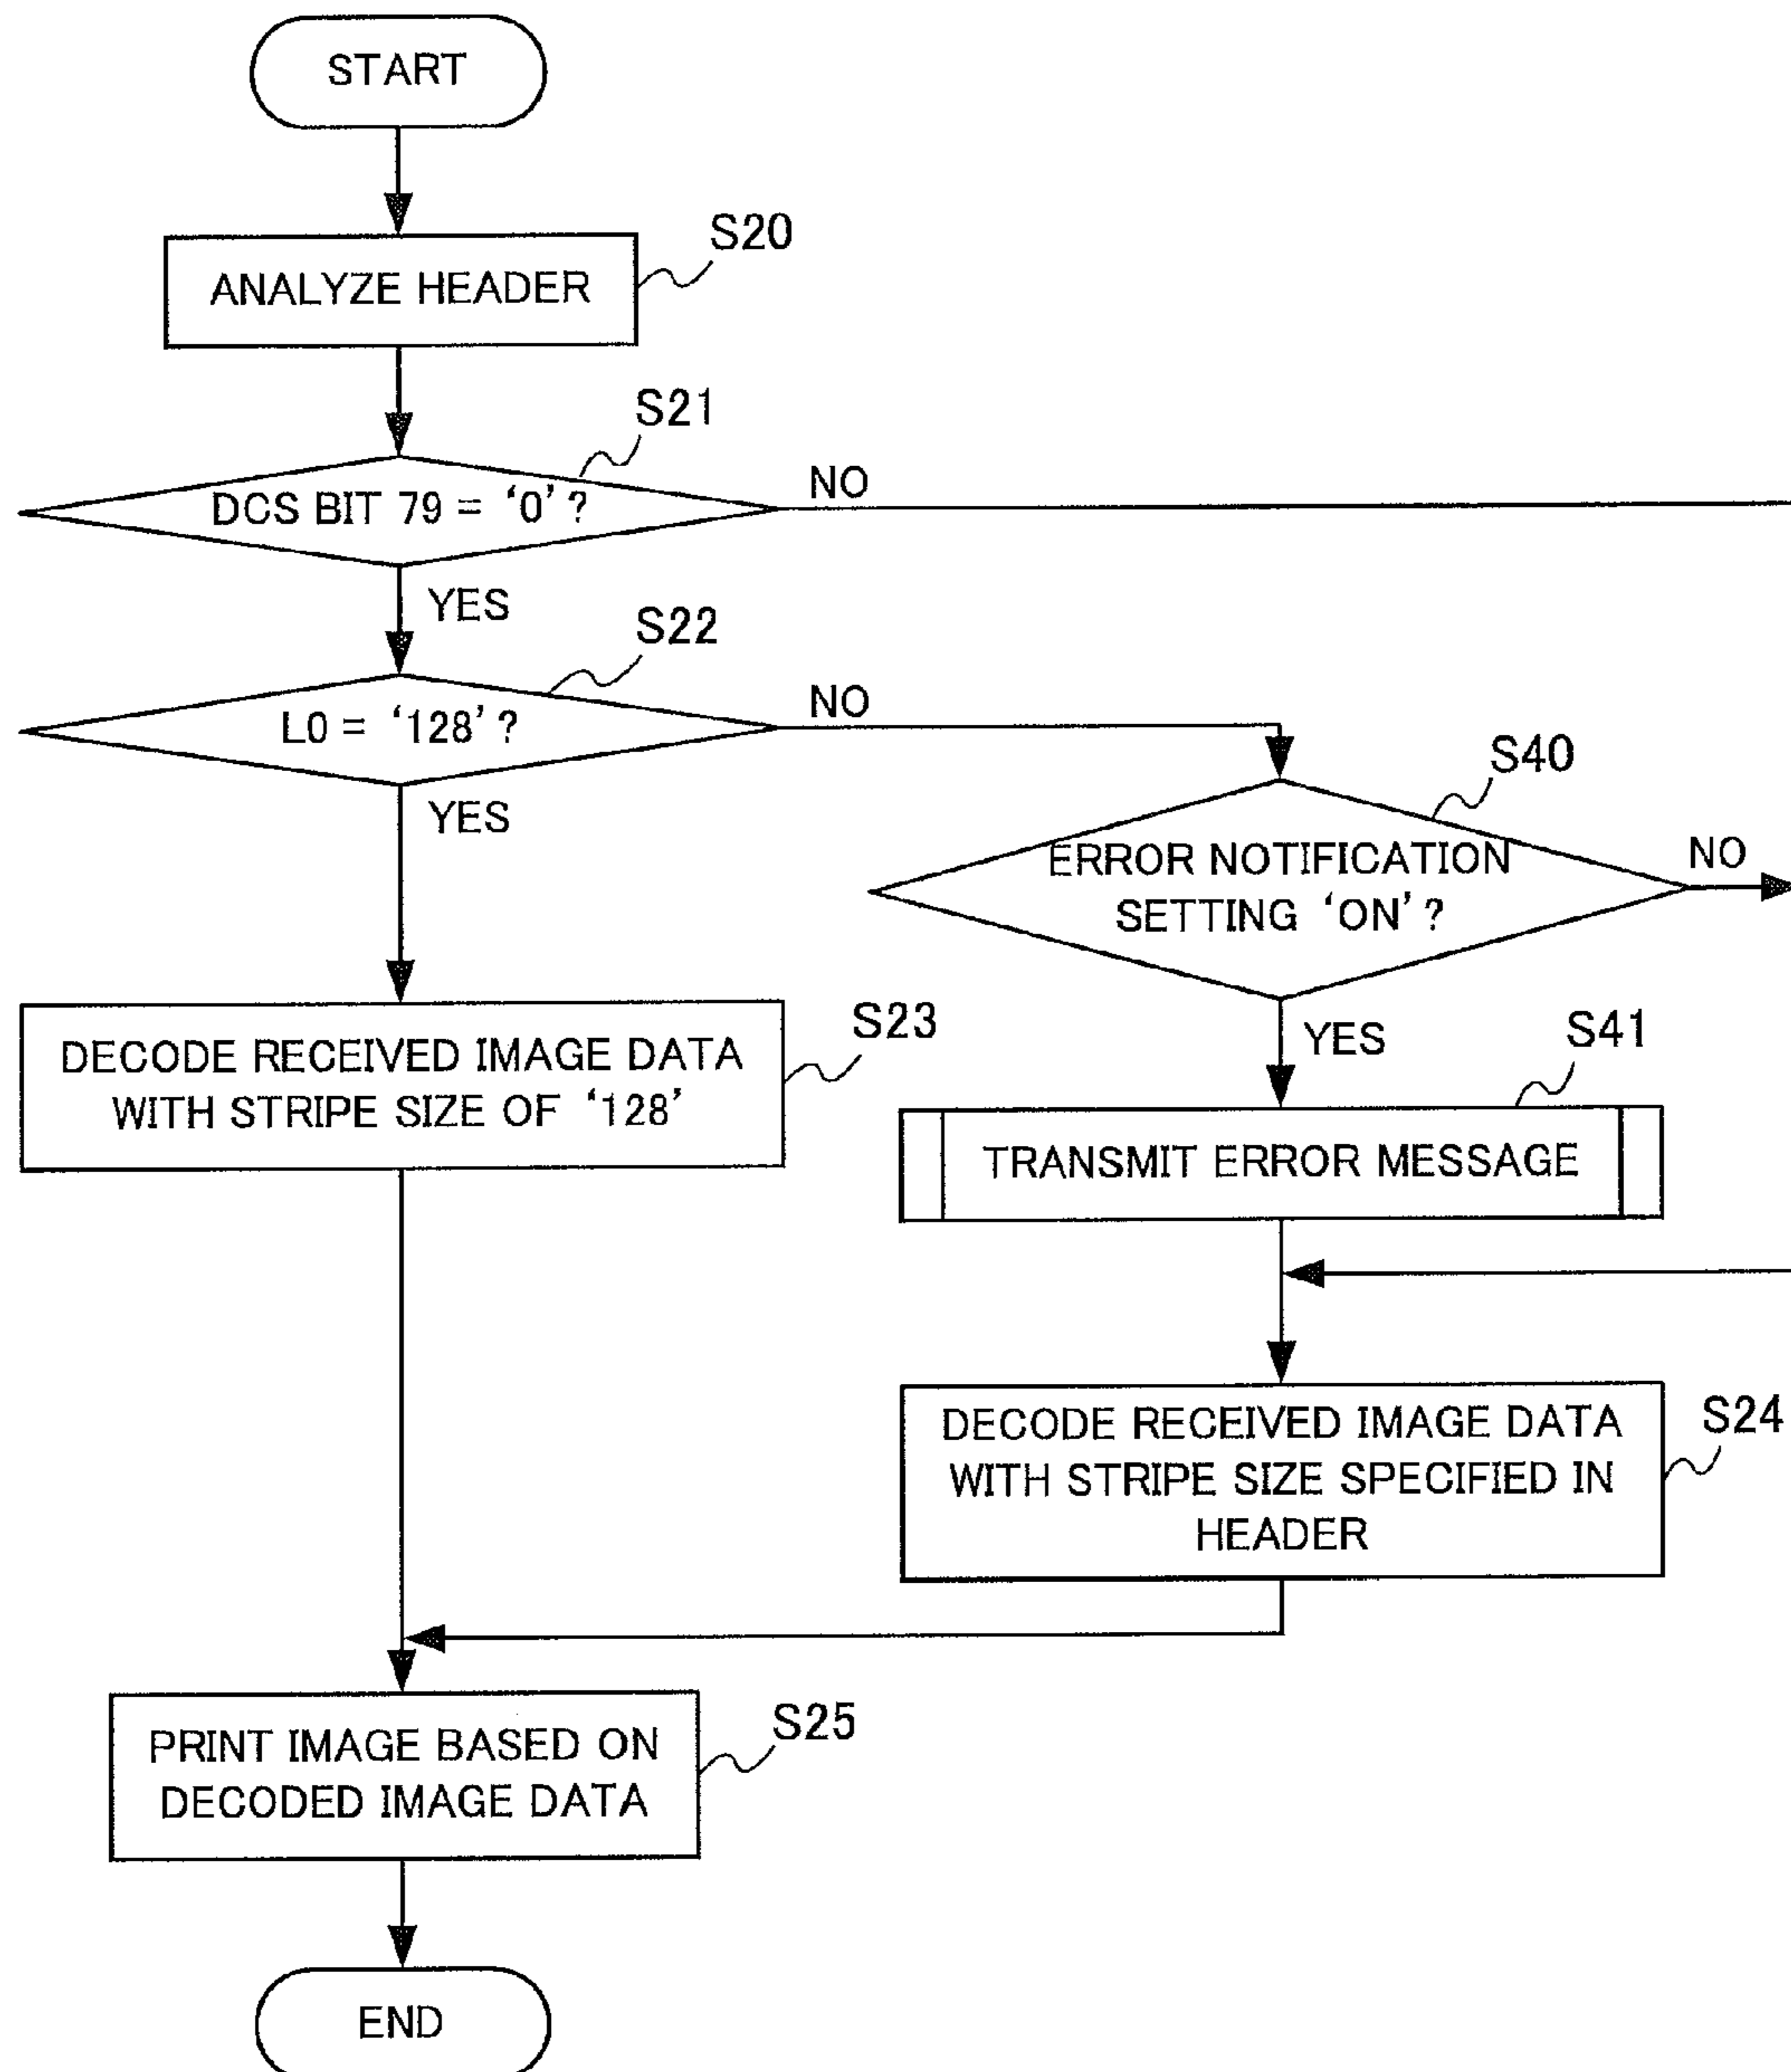 START
S20
ANALYZE HEADER
S21
DCS BIT 79 = ‘0’?
NO
YES
S22
L0 = ‘128’?
NO
YES
S40
ERROR NOTIFICATION
SETTING ‘ON’?
NO
YES
S23
DECODE RECEIVED IMAGE DATA
WITH STRIPE SIZE OF ‘128’
S41
TRANSMIT ERROR MESSAGE
S24
DECODE RECEIVED IMAGE DATA
WITH STRIPE SIZE SPECIFIED IN
HEADER
S25
PRINT IMAGE BASED ON
DECODED IMAGE DATA
END